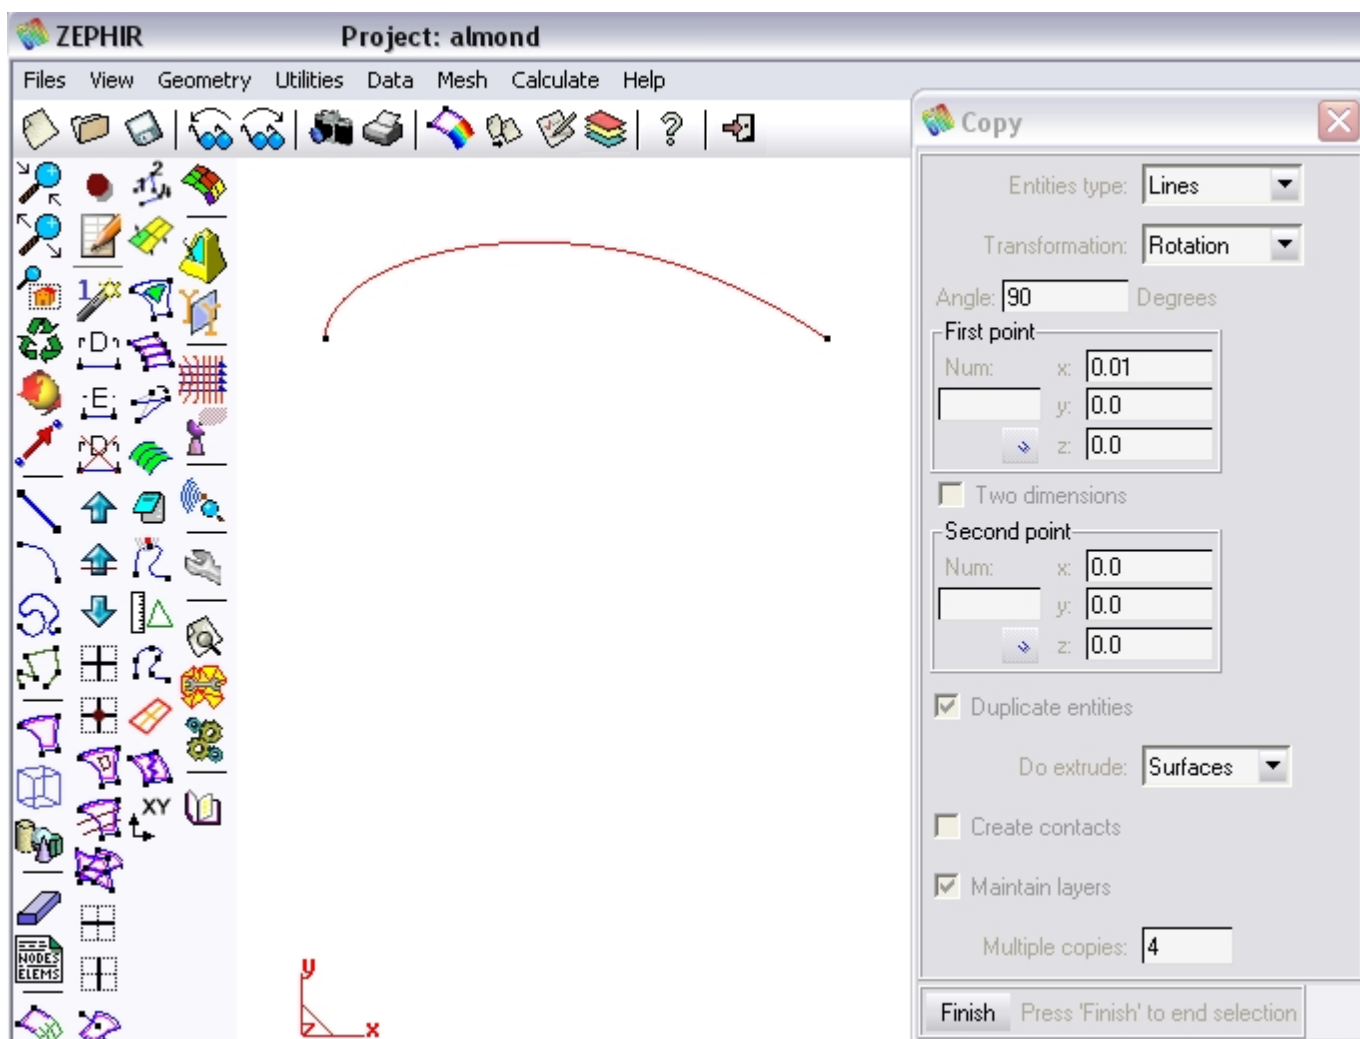 ZEPHIR Project: almond
Files View Geometry Utilities Data Mesh Calculate Help
Copy
Entities type: Lines
Transformation: Rotation
Angle: 90 Degrees
First point
Num: x: 0.01
y: 0.0
z: 0.0
Two dimensions
Second point
Num: x: 0.0
y: 0.0
z: 0.0
Duplicate entities
Do extrude: Surfaces
Create contacts
Maintain layers
Multiple copies: 4
Finish Press 'Finish' to end selection
2
1
D
E
D
XY
NODES
ELEMS
y
z x